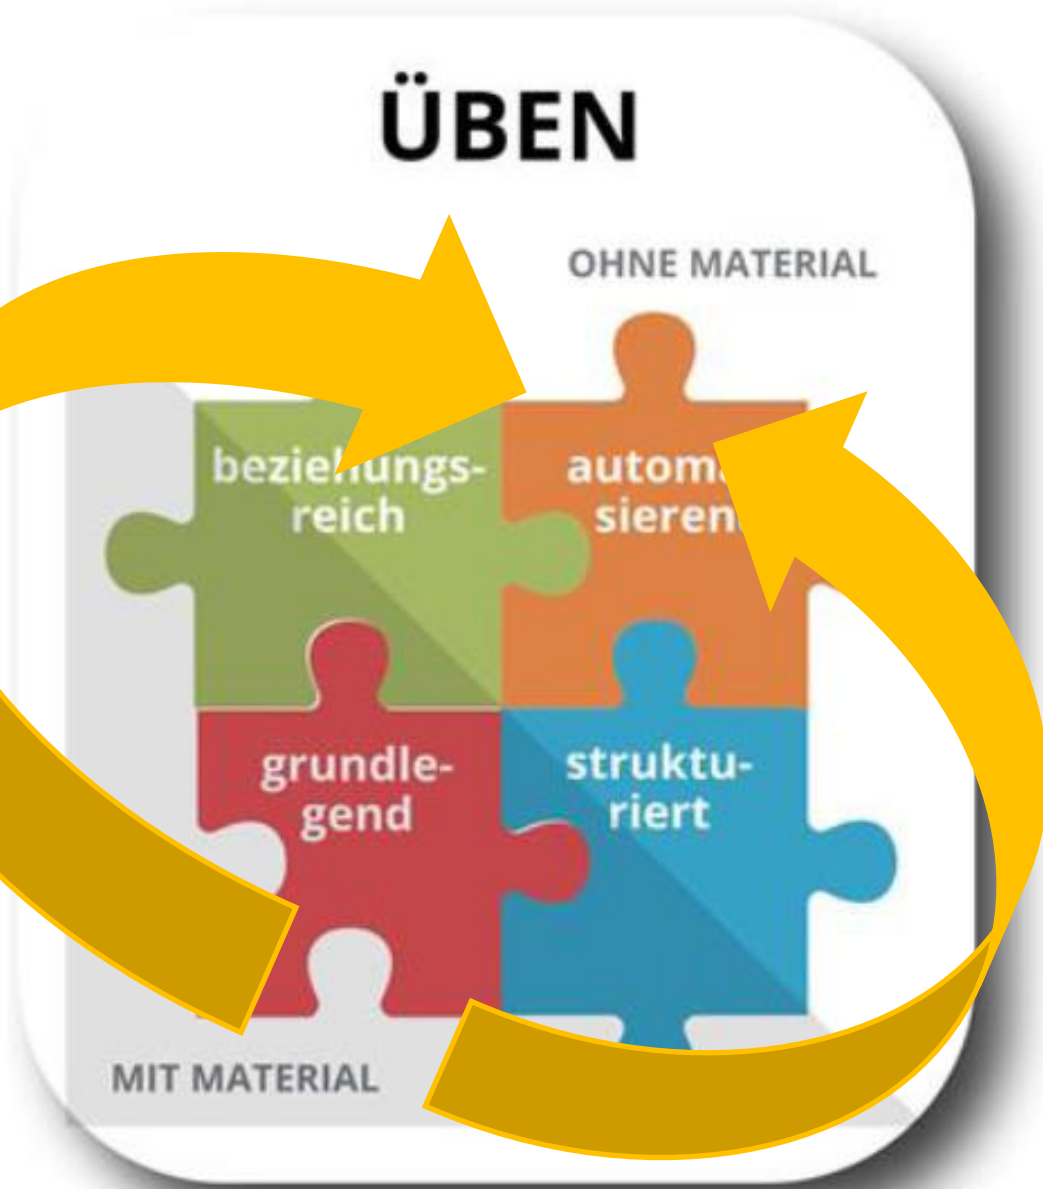 ÜBEN
OHNE MATERIAL
beziehungs-
reich
grundle-
gend
struktu-
riert
MIT MATERIAL